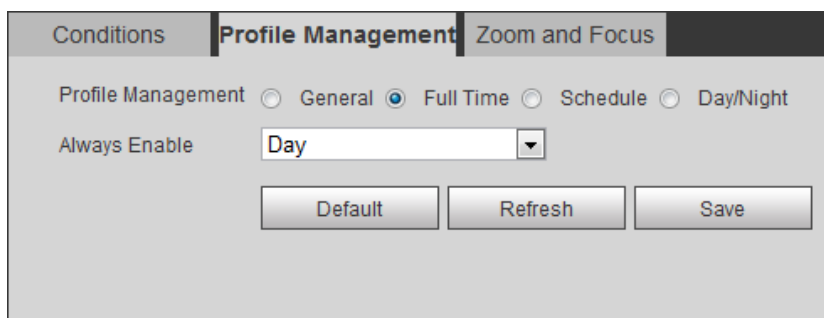 Conditions Profile Management Zoom and Focus
Profile Management General Full Time Schedule Day/Night
Always Enable Day
Default Refresh Save